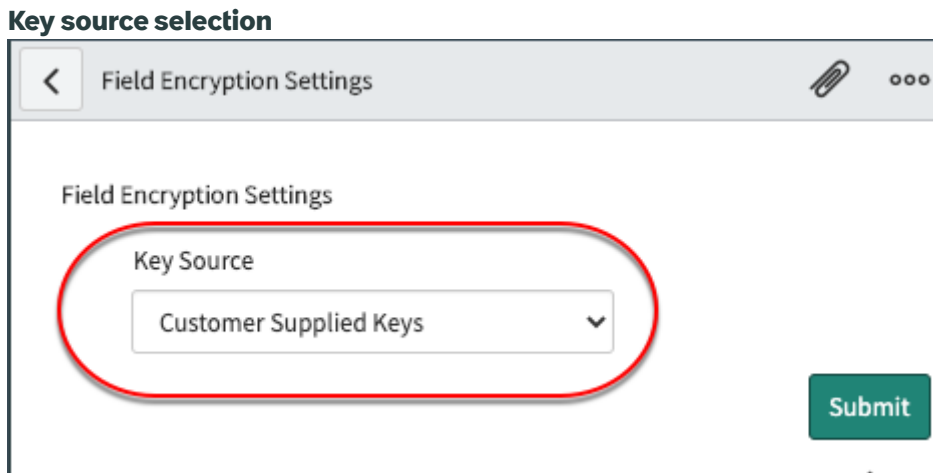 Key source selection
Field Encryption Settings
Field Encryption Settings
Key Source
Customer Supplied Keys
Submit